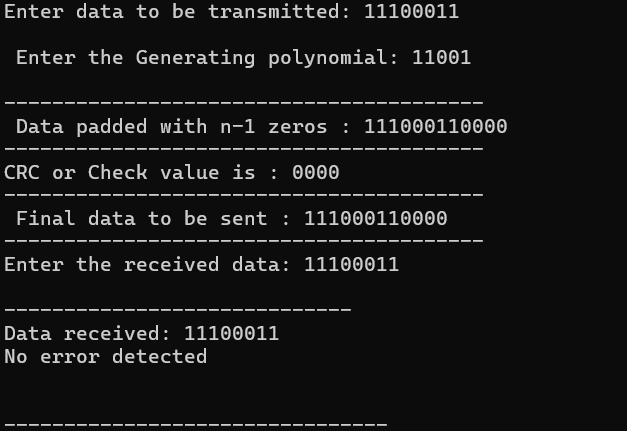 Enter data to be transmitted: 11100011
Enter the Generating polynomial: 11001
----------------------------------------
Data padded with n-1 zeros : 111000110000
----------------------------------------
CRC or Check value is : 0000
----------------------------------------
Final data to be sent : 111000110000
----------------------------------------
Enter the received data: 11100011
-----------------------------
Data received: 11100011
No error detected
--------------------------------